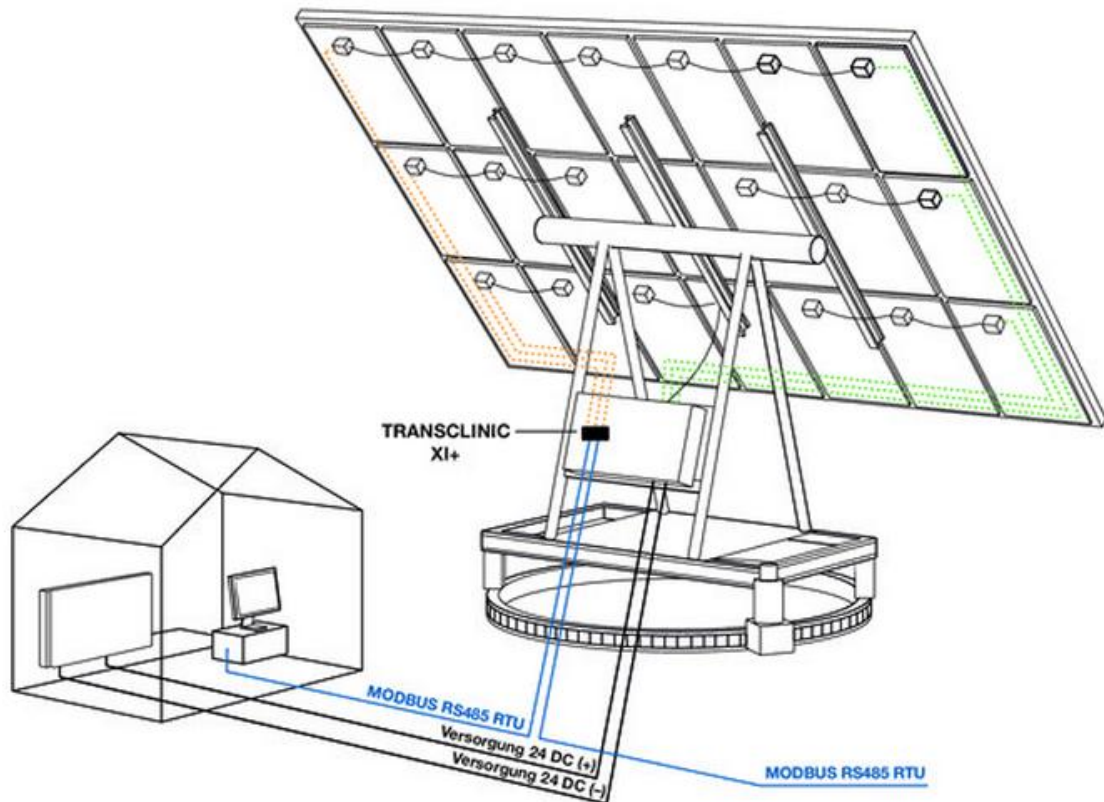 TRANSCLINIC
XI+
MODBUS RS485 RTU
Versorgung 24 DC (+)
Versorgung 24 DC (–)
MODBUS RS485 RTU